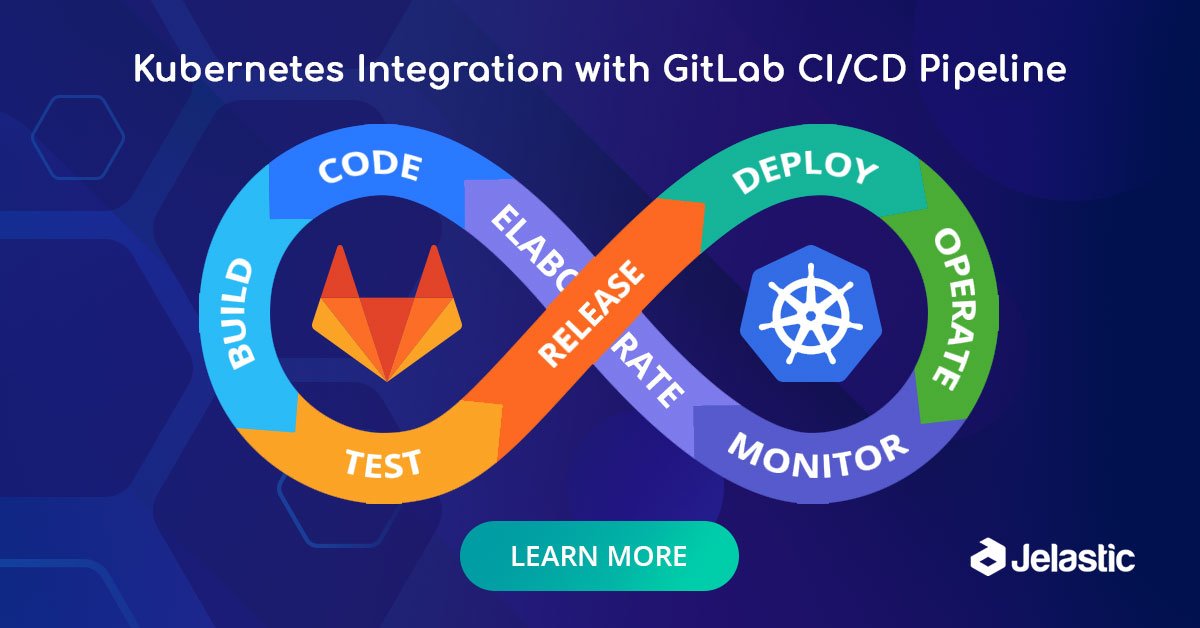 Kubernetes Integration with GitLab CI/CD Pipeline
CODE
BUILD
TEST
RELEASE
DEPLOY
OPERATE
MONITOR
ELABORATE
LEARN MORE
Jelastic